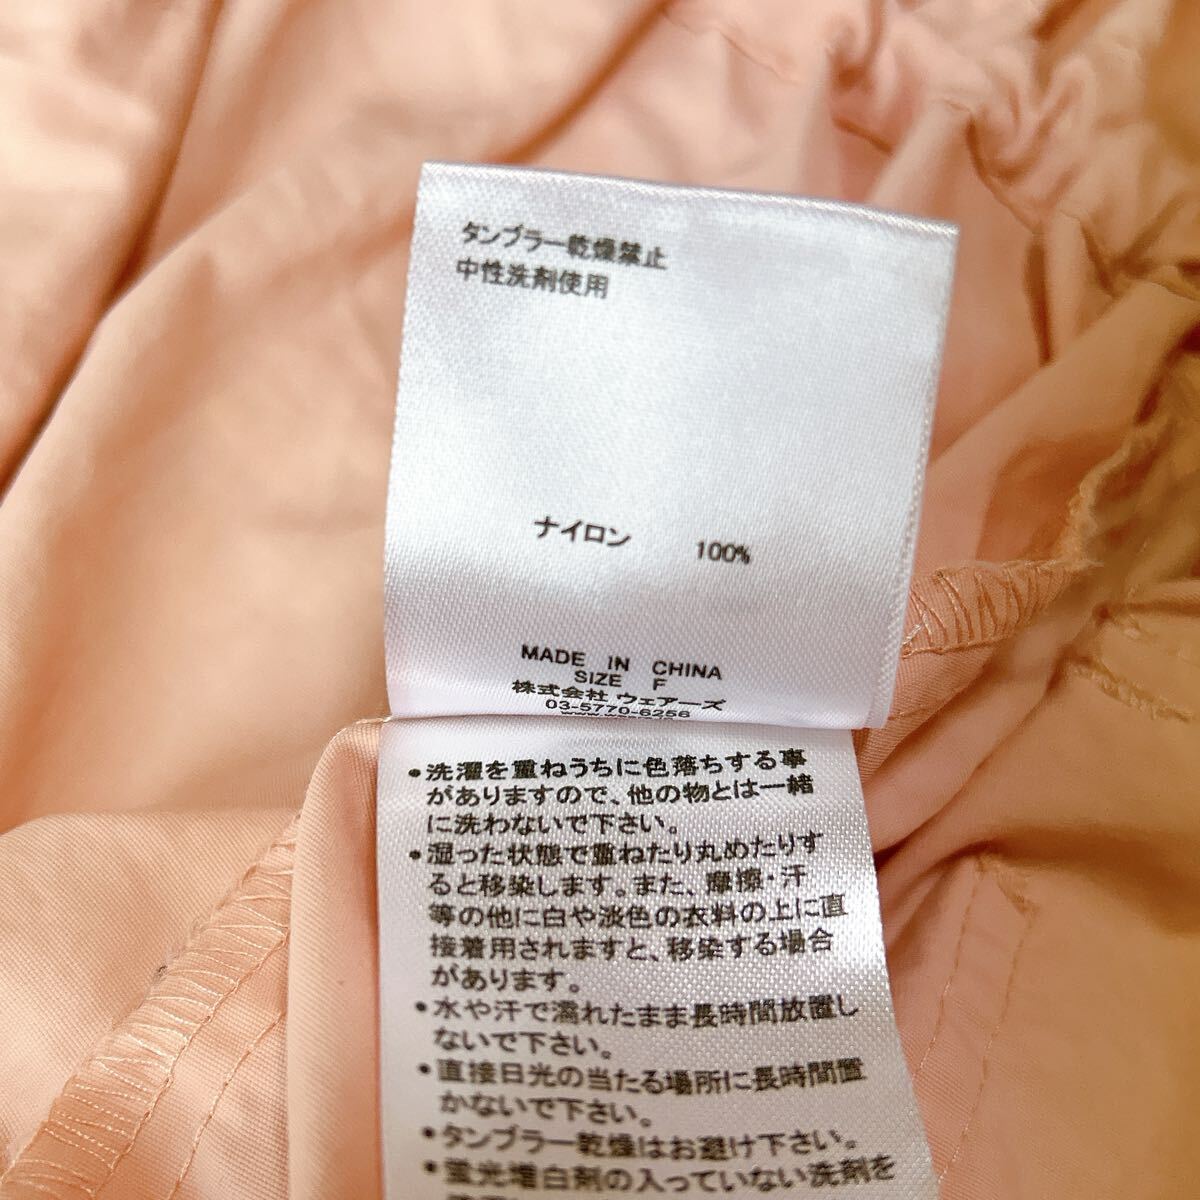 タンブラー乾燥禁止
中性洗剤使用
ナイロン 100%
MADE IN CHINA
SIZE F
株式会社 ウェアーズ
03-5770-6256
•洗濯を重ねうちに色落ちする事
がありますので、他の物とは一緒
に洗わないで下さい。
•湿った状態で重ねたり丸めたりす
ると移染します。また、摩擦・汗
等の他に白や淡色の衣料の上に直
接着用されますと、移染する場合
があります。
•水や汗で濡れたまま長時間放置し
ないで下さい。
•直接日光の当たる場所に長時間置
かないで下さい。
•タンブラー乾燥はお避け下さい。
•蛍光増白剤の入っていない洗剤を